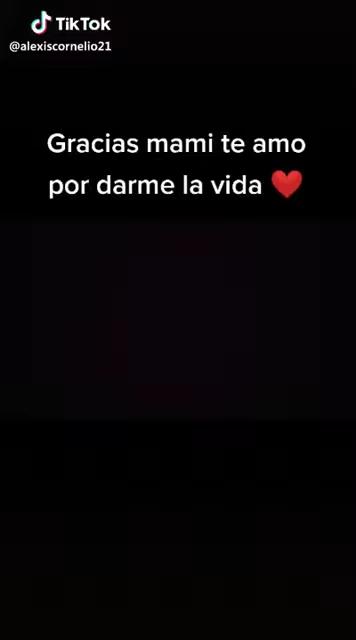 TikTok
@alexiscornelio21
Gracias mami te amo
por darme la vida ❤️